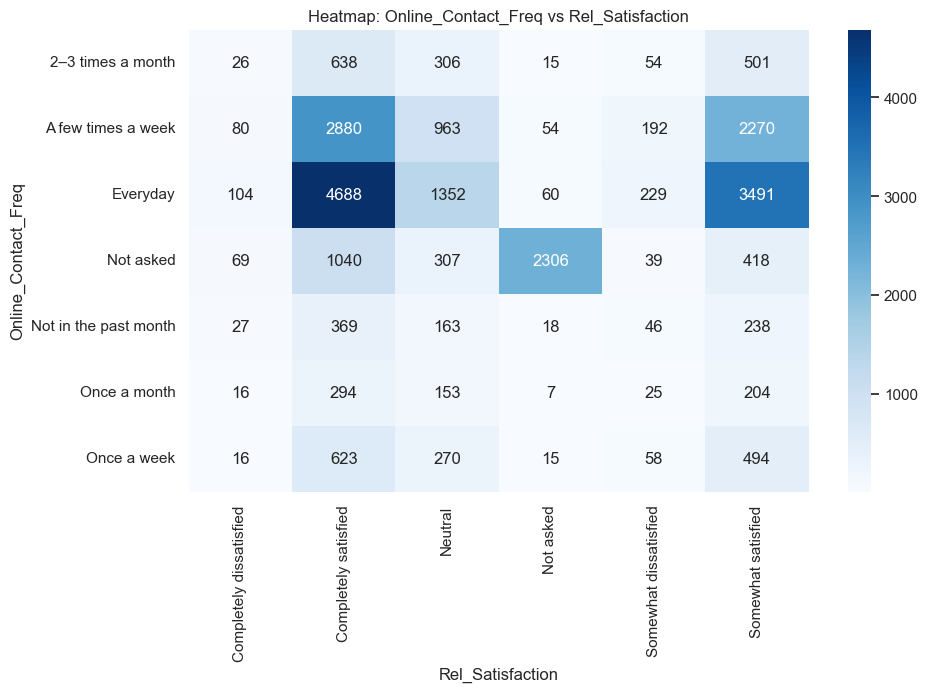 Heatmap: Online_Contact_Freq vs Rel_Satisfaction
Online_Contact_Freq
2–3 times a month 26 638 306 15 54 501
A few times a week 80 2880 963 54 192 2270
Everyday 104 4688 1352 60 229 3491
Not asked 69 1040 307 2306 39 418
Not in the past month 27 369 163 18 46 238
Once a month 16 294 153 7 25 204
Once a week 16 623 270 15 58 494
Completely dissatisfied
Completely satisfied
Neutral
Not asked
Somewhat dissatisfied
Somewhat satisfied
Rel_Satisfaction
4000
3000
2000
1000